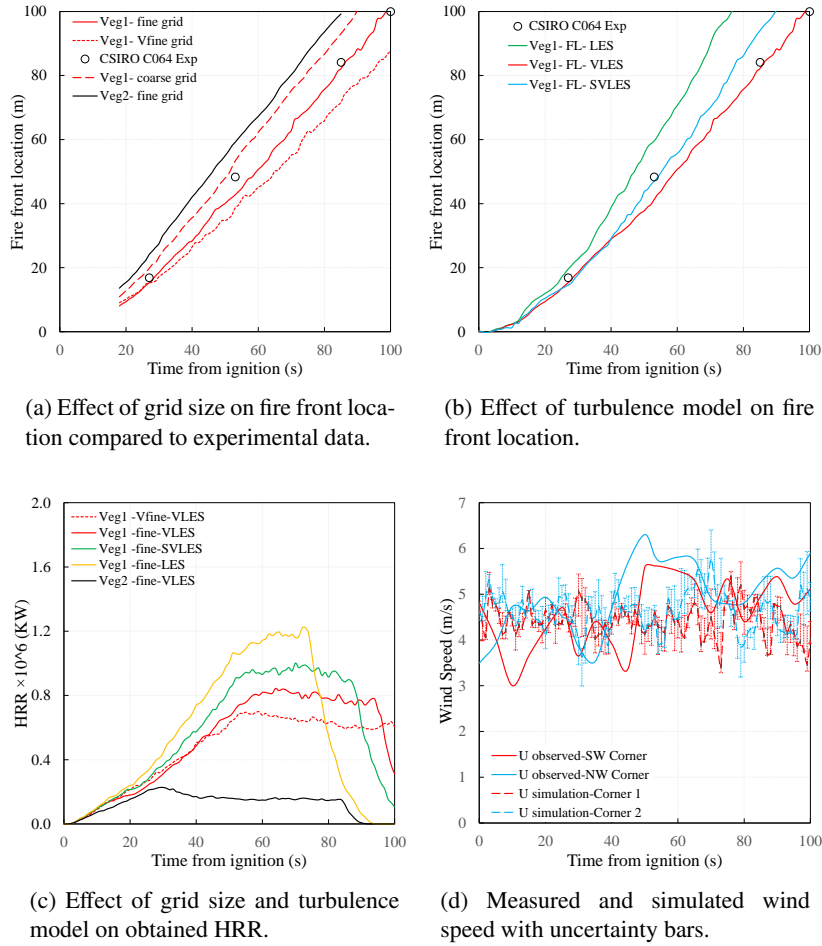 100
80
60
40
20
0
Fire front location (m)
Veg1- fine grid
Veg1- Vfine grid
CSIRO C064 Exp
Veg1- coarse grid
Veg2- fine grid
0 20 40 60 80 100
Time from ignition (s)
(a) Effect of grid size on fire front loca-
tion compared to experimental data.
100
80
60
40
20
0
Fire front location (m)
CSIRO C064 Exp
Veg1- FL- LES
Veg1- FL- VLES
Veg1- FL- SVLES
0 20 40 60 80 100
Time from ignition (s)
(b) Effect of turbulence model on fire
front location.
2.0
1.6
1.2
0.8
0.4
0.0
HRR ×10^6 (KW)
Veg1 -Vfine-VLES
Veg1 -fine-VLES
Veg1 -fine-SVLES
Veg1 -fine-LES
Veg2 -fine-VLES
0 20 40 60 80 100
Time from ignition (s)
(c) Effect of grid size and turbulence
model on obtained HRR.
7
6
5
4
3
2
1
0
Wind Speed (m/s)
U observed-SW Corner
U observed-NW Corner
U simulation-Corner 1
U simulation-Corner 2
0 20 40 60 80 100
Time from ignition (s)
(d) Measured and simulated wind
speed with uncertainty bars.